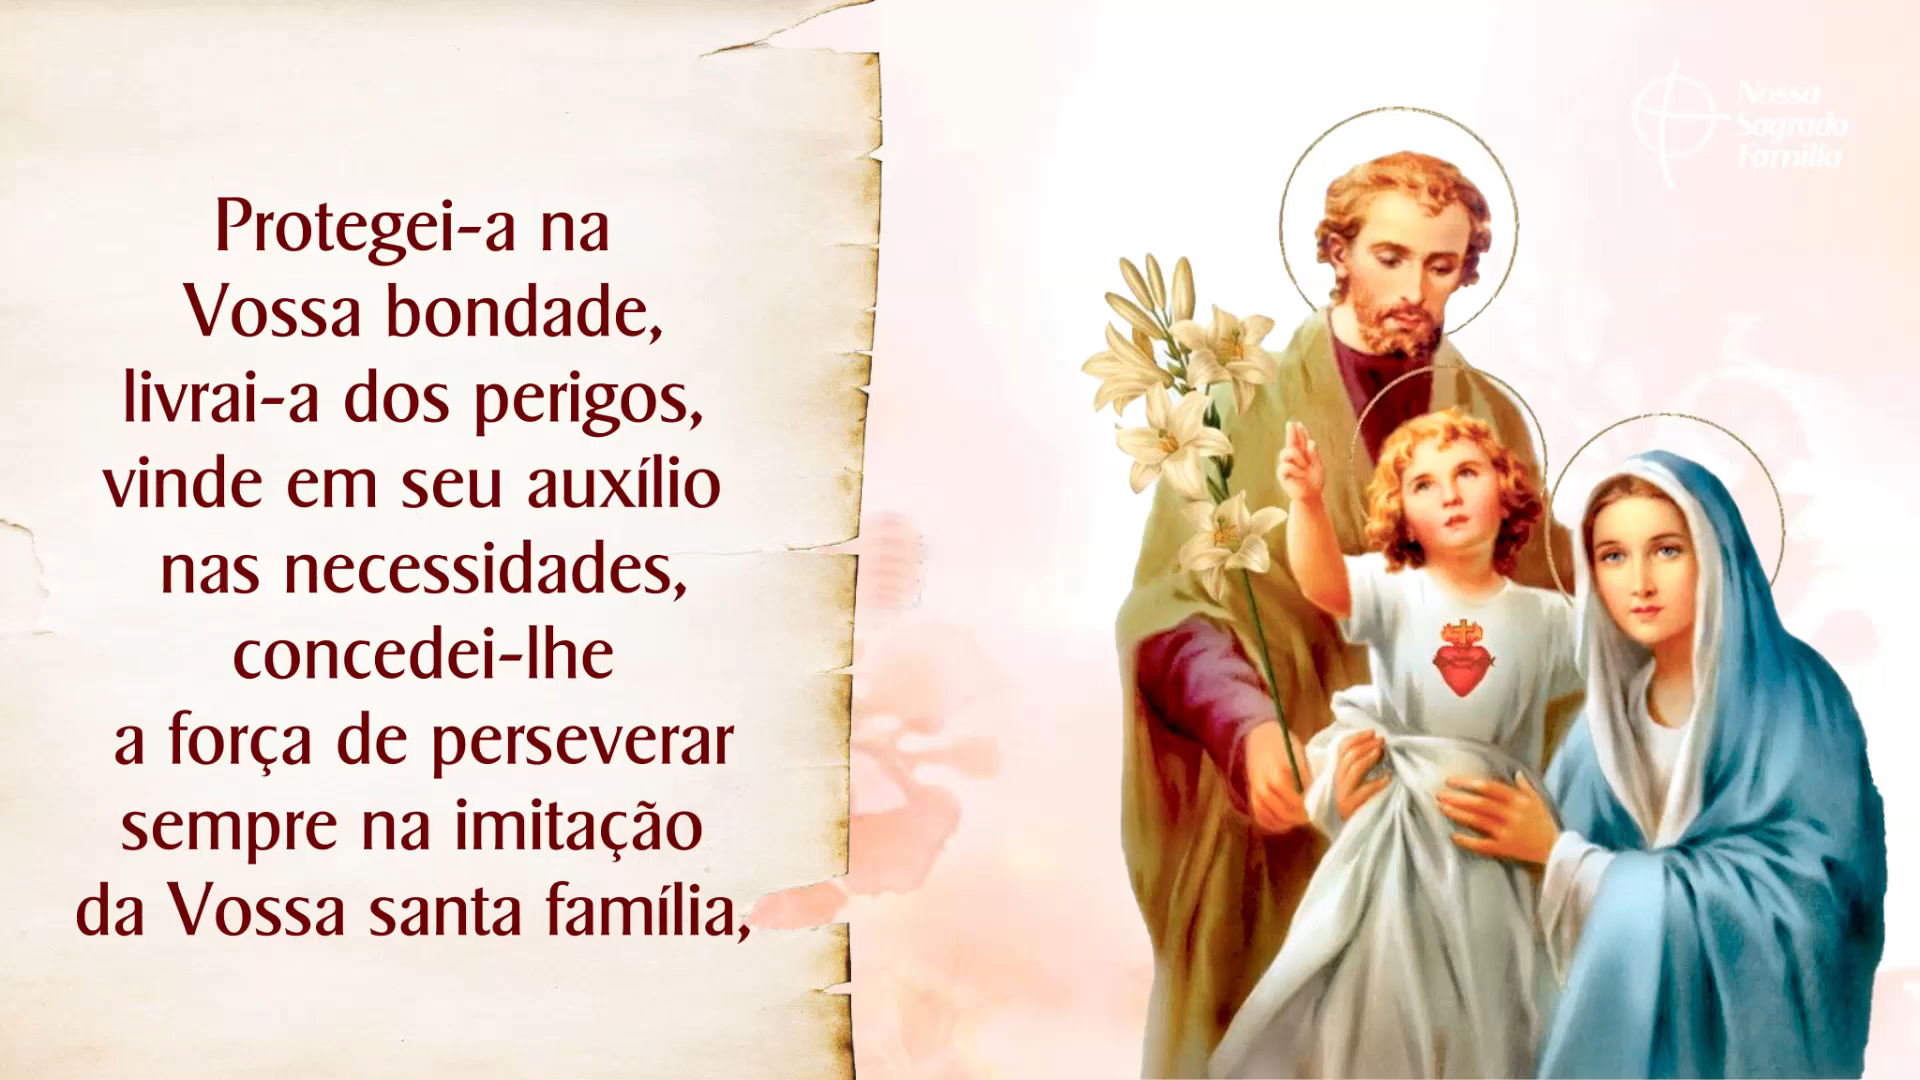 Protegei-a na
Vossa bondade,
livrai-a dos perigos,
vinde em seu auxílio
nas necessidades,
concedei-lhe
a força de perseverar
sempre na imitação
da Vossa santa família,
Nossa
Sagrada
Família